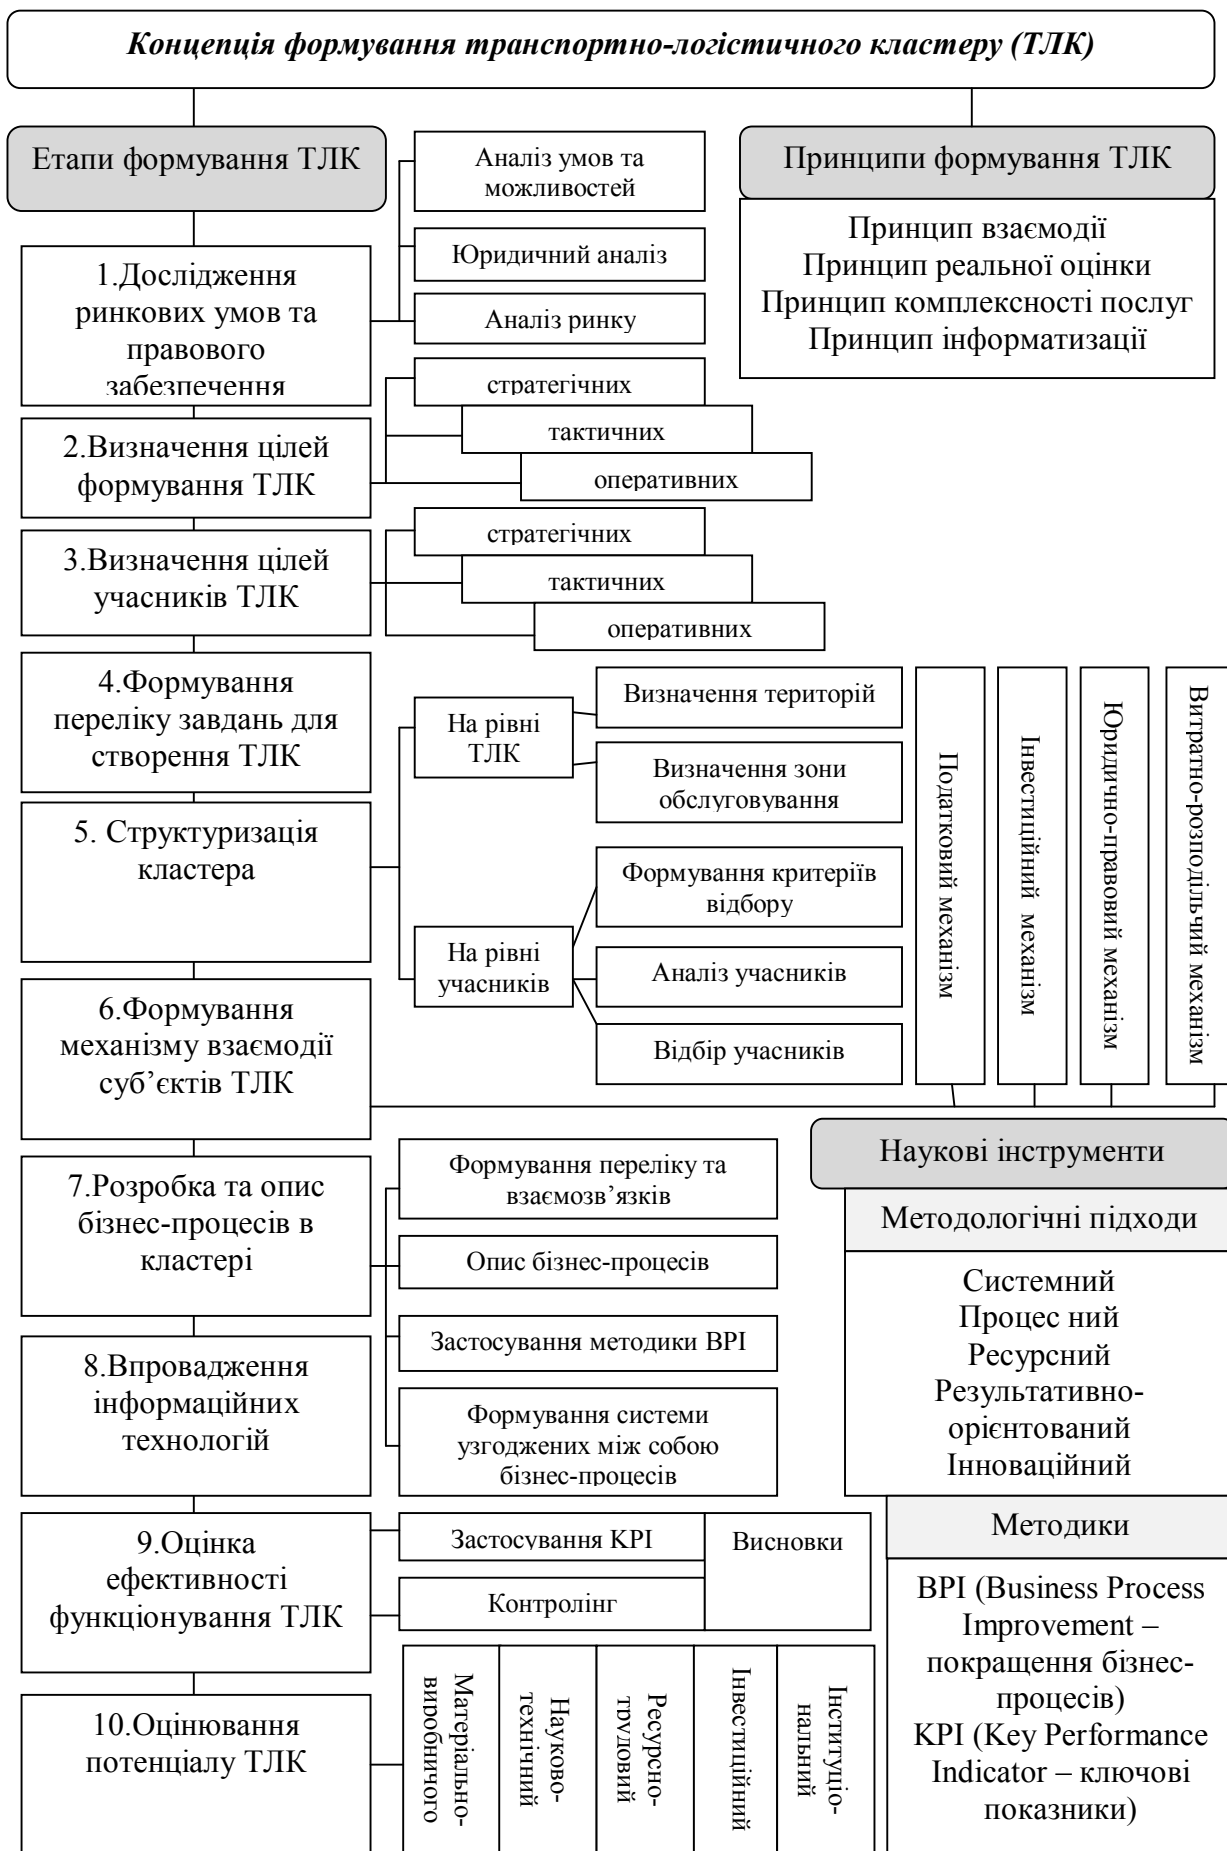 Концепція формування транспортно-логістичного кластеру (ТЛК)
Етапи формування ТЛК
Принципи формування ТЛК
Принцип взаємодії
Принцип реальної оцінки
Принцип комплексності послуг
Принцип інформатизації
1.Дослідження
ринкових умов та
правового
забезпечення
Аналіз умов та
можливостей
Юридичний аналіз
Аналіз ринку
2.Визначення цілей
формування ТЛК
стратегічних
тактичних
оперативних
3.Визначення цілей
учасників ТЛК
стратегічних
тактичних
оперативних
4.Формування
переліку завдань для
створення ТЛК
5. Структуризація
кластера
На рівні
ТЛК
Визначення територій
Визначення зони
обслуговування
На рівні
учасників
Формування критеріїв
відбору
Аналіз учасників
Відбір учасників
6.Формування
механізму взаємодії
суб’єктів ТЛК
Податковий механізм
Інвестиційний механізм
Юридично-правовий механізм
Витратно-розподільчий механізм
7.Розробка та опис
бізнес-процесів в
кластері
Формування переліку та
взаємозв’язків
Опис бізнес-процесів
Застосування методики BPI
Формування системи
узгоджених між собою
бізнес-процесів
8.Впровадження
інформаційних
технологій
9.Оцінка
ефективності
функціонування ТЛК
Застосування KPI
Контролінг
Висновки
10.Оцінювання
потенціалу ТЛК
Матеріально-
виробничого
Науково-
технічний
Ресурсно-
трудовий
Інвестиційний
Інституціо-
нальний
Наукові інструменти
Методологічні підходи
Системний
Процес ний
Ресурсний
Результативно-
орієнтований
Інноваційний
Методики
BPI (Business Process
Improvement –
покращення бізнес-
процесів)
KPI (Key Performance
Indicator – ключові
показники)